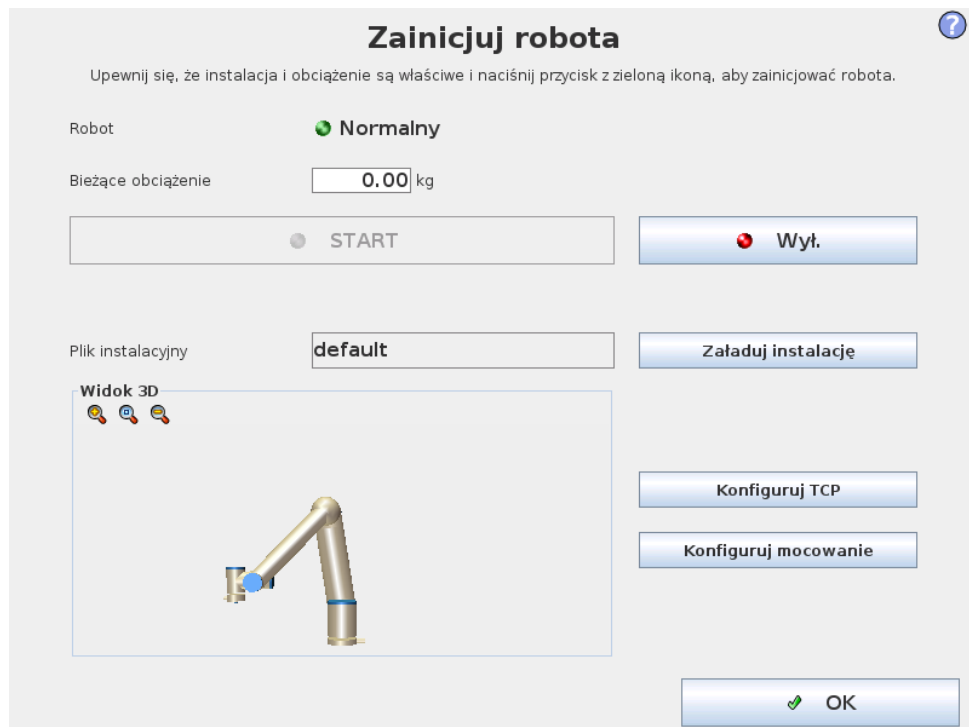 Zainicjuj robota
?
Upewnij się, że instalacja i obciążenie są właściwe i naciśnij przycisk z zieloną ikoną, aby zainicjować robota.
Robot
Normalny
Bieżące obciążenie
0.00 kg
START
Wył.
Plik instalacyjny
default
Załaduj instalację
Widok 3D
Konfiguruj TCP
Konfiguruj mocowanie
OK